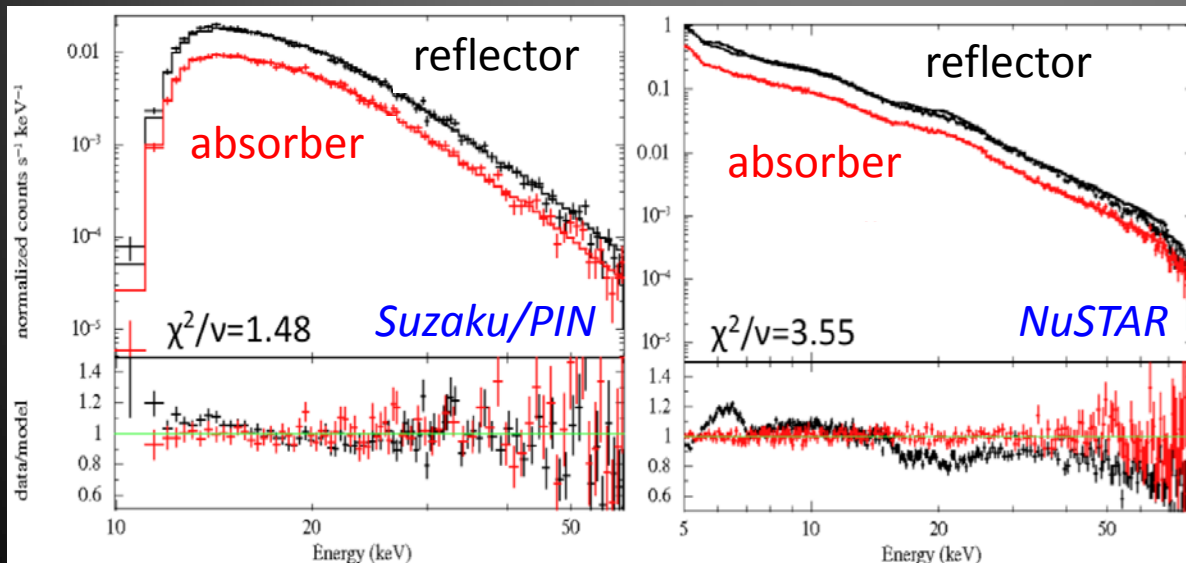 reflector
absorber
χ²/ν=1.48
Suzaku/PIN
normalized counts s⁻¹ keV⁻¹
0.01
10⁻³
10⁻⁴
10⁻⁵
data/model
1.4
1.2
1
0.8
0.6
10
20
50
Energy (keV)
reflector
absorber
χ²/ν=3.55
NuSTAR
1
0.1
0.01
10⁻³
10⁻⁴
10⁻⁵
1.4
1.2
1
0.8
0.6
5
10
20
50
Energy (keV)